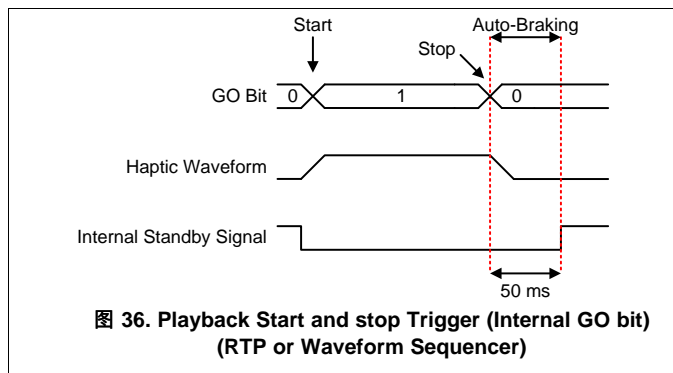 Start
Auto-Braking
Stop
GO Bit
0
1
0
Haptic Waveform
Internal Standby Signal
50 ms
图 36. Playback Start and stop Trigger (Internal GO bit)
(RTP or Waveform Sequencer)